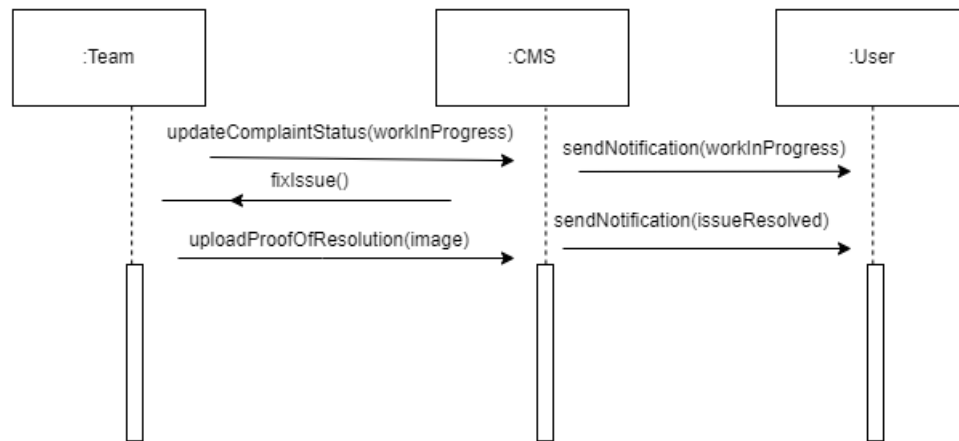 :Team
:CMS
:User
updateComplaintStatus(workInProgress)
sendNotification(workInProgress)
fixIssue()
sendNotification(issueResolved)
uploadProofOfResolution(image)